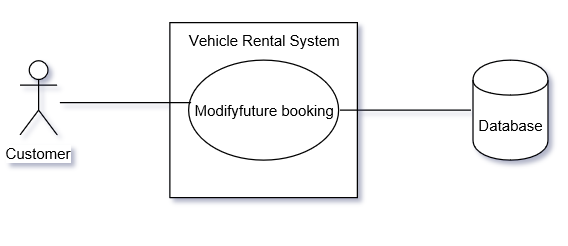 Vehicle Rental System
Modifyfuture booking
Database
Customer